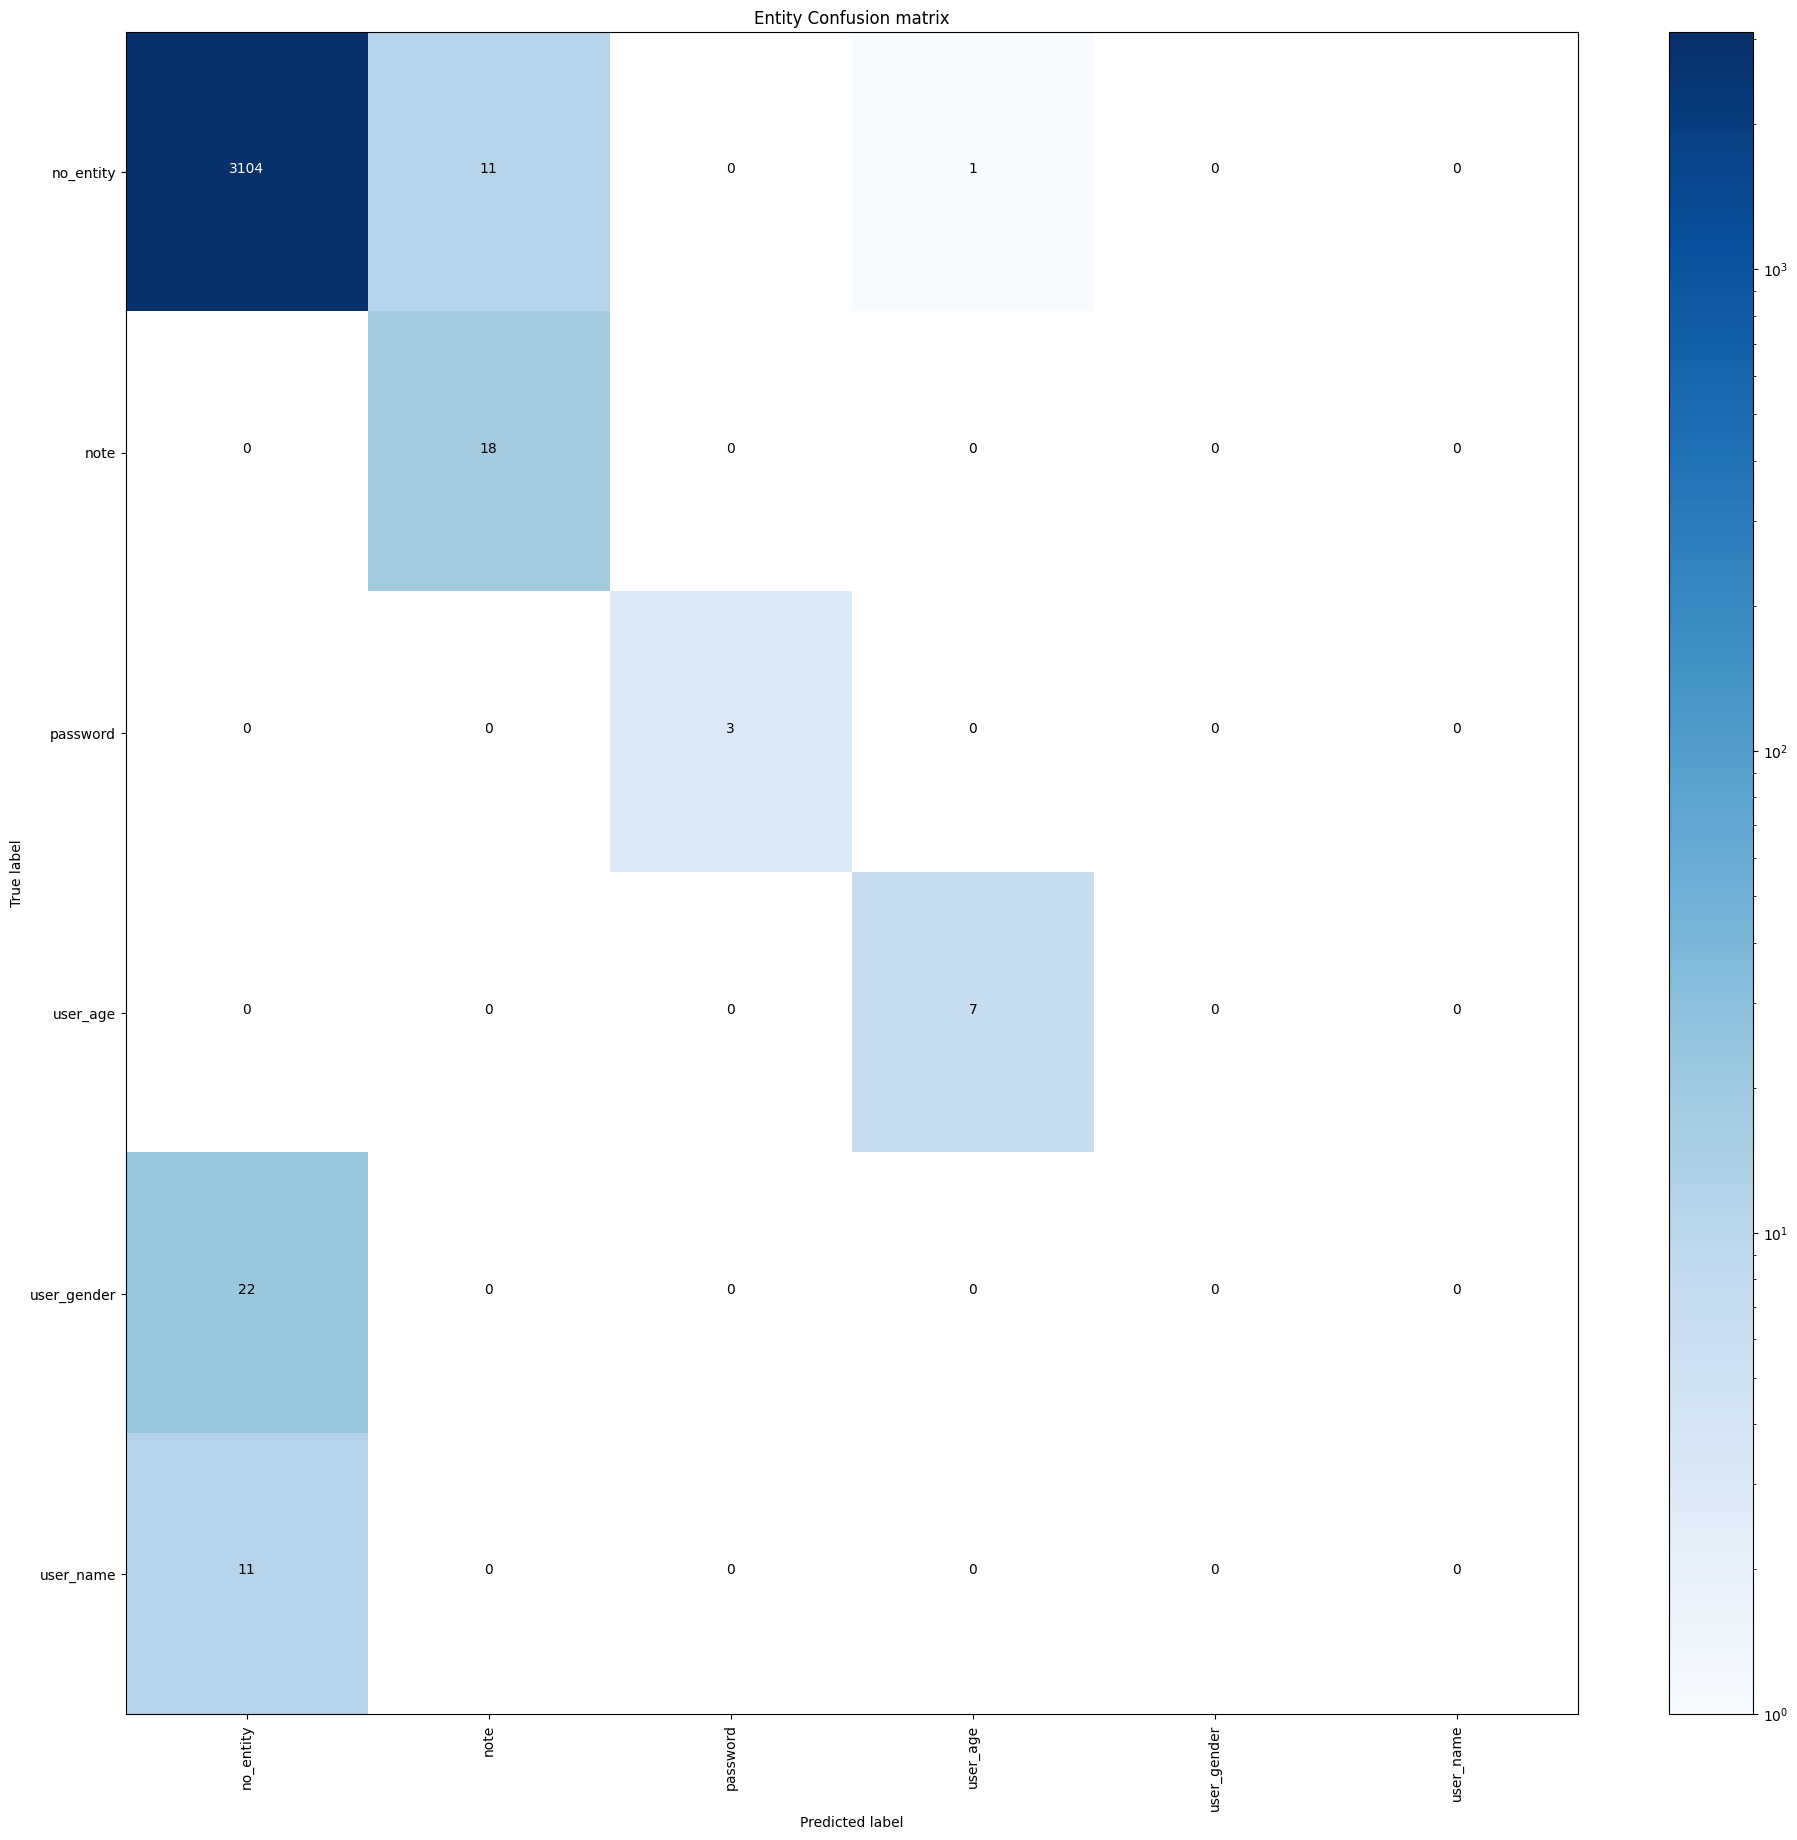 Entity Confusion matrix
no_entity 3104 11 0 1 0 0
note 0 18 0 0 0 0
password 0 0 3 0 0 0
user_age 0 0 0 7 0 0
user_gender 22 0 0 0 0 0
user_name 11 0 0 0 0 0
True label
no_entity note password user_age user_gender user_name
Predicted label
10³
10²
10¹
10⁰